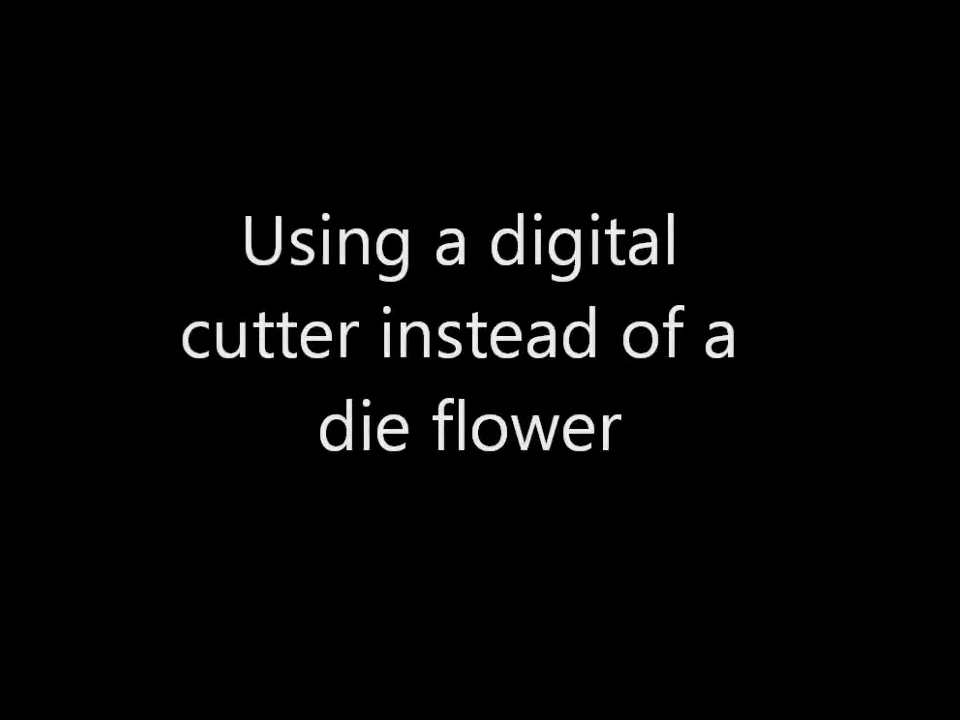 Using a digital
cutter instead of a
die flower